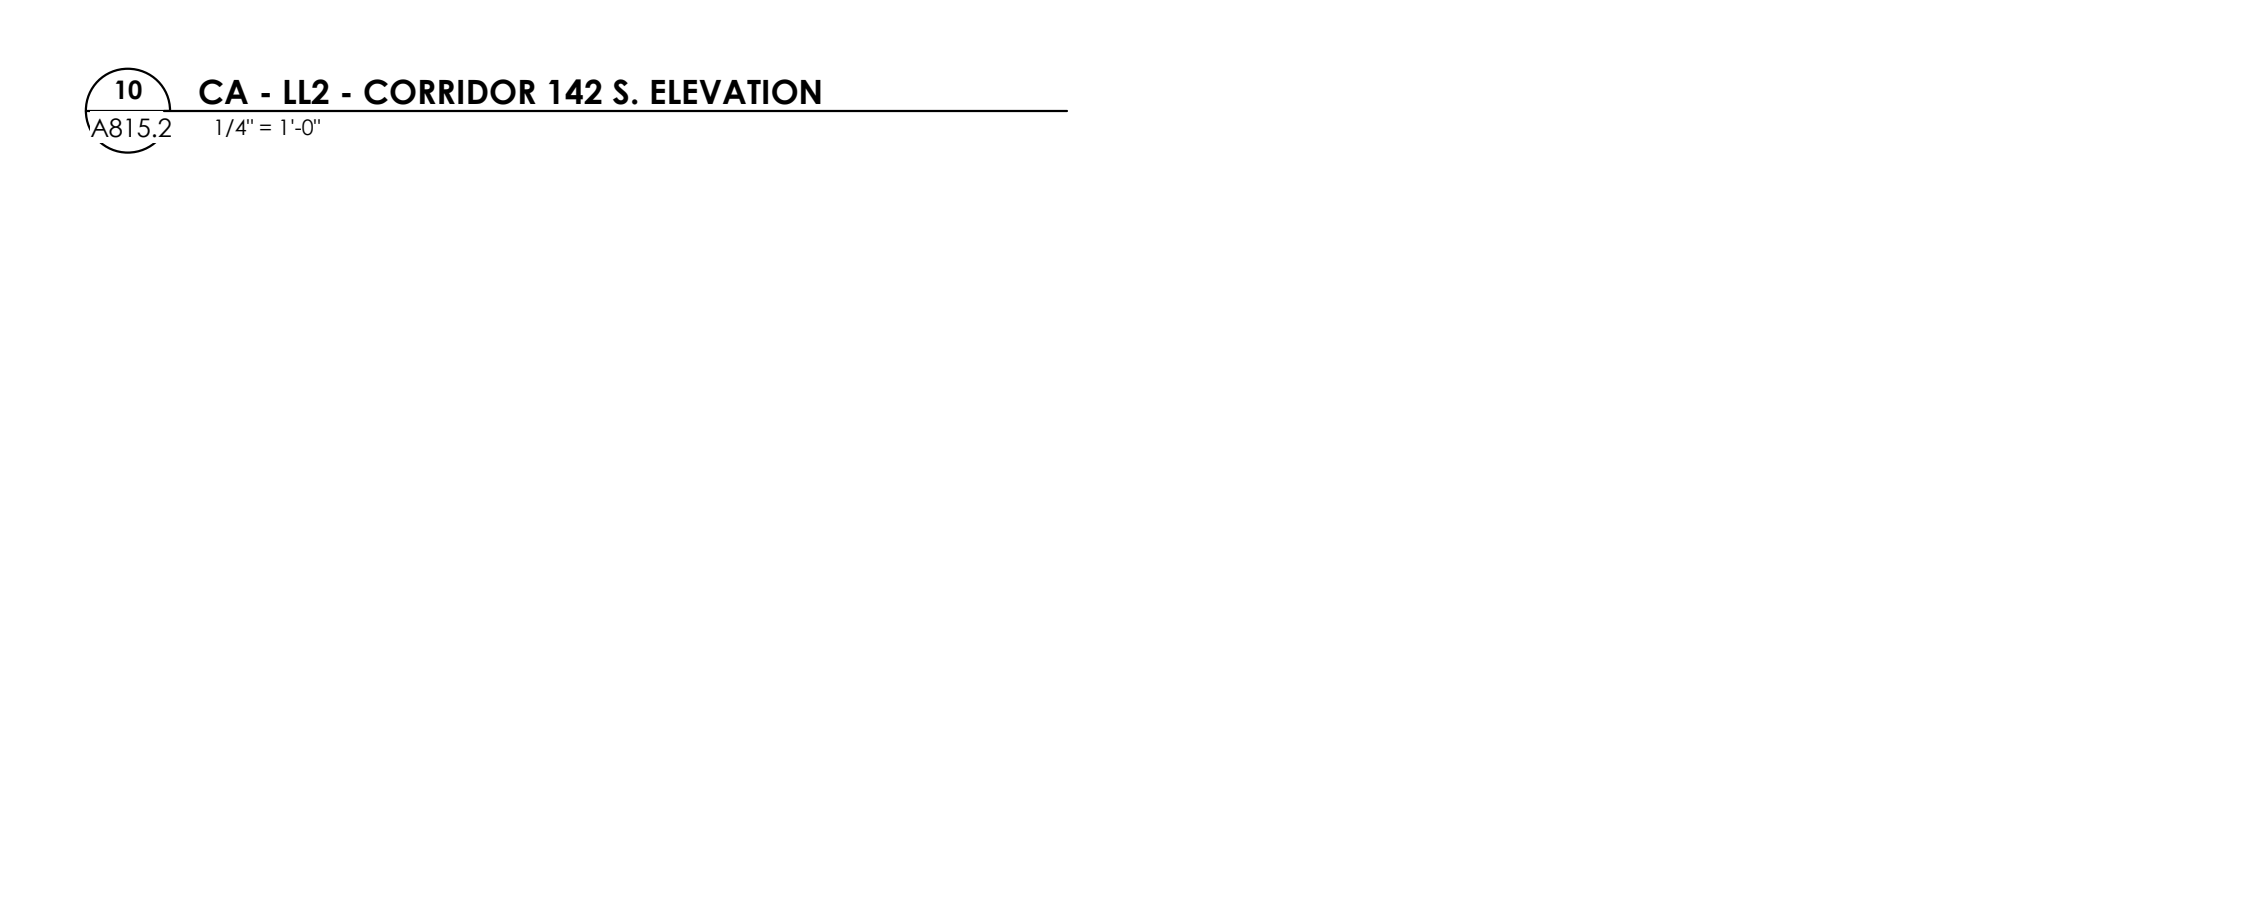 10
CA - LL2 - CORRIDOR 142 S. ELEVATION
A815.2
1/4" = 1'-0"